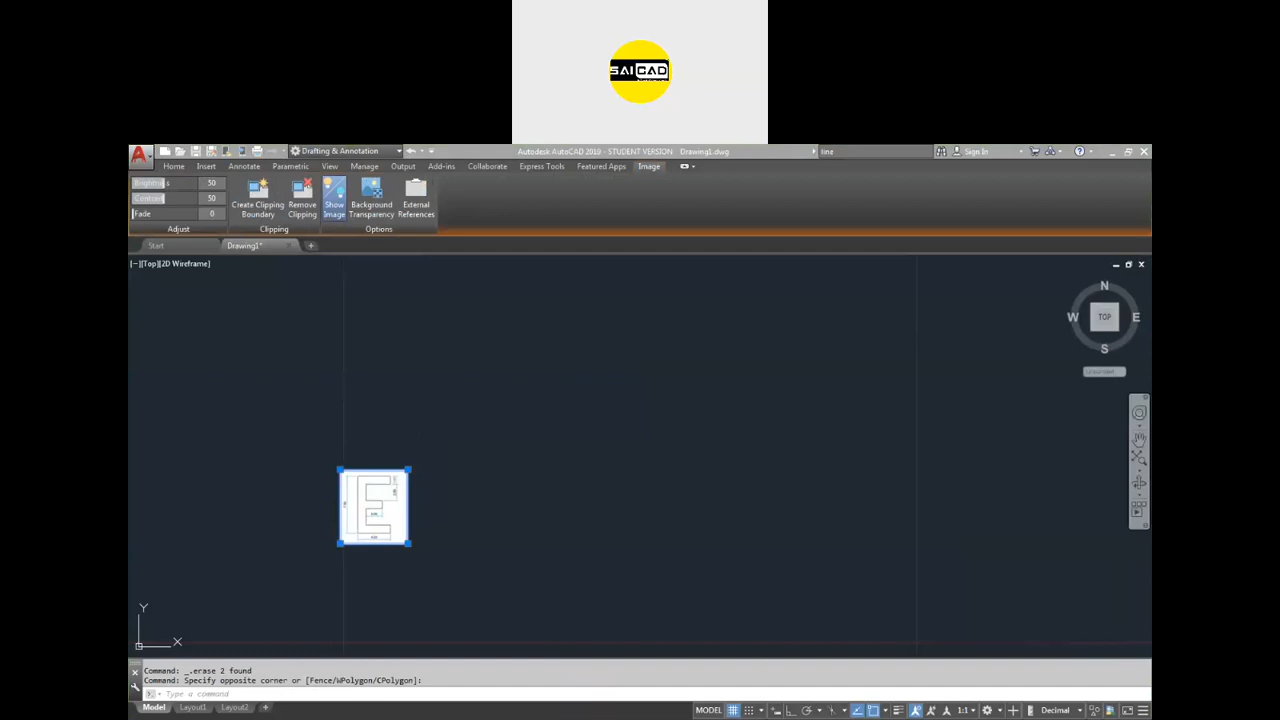 SAICAD
Drafting & Annotation
Autodesk AutoCAD 2019 - STUDENT VERSION Drawing1.dwg
line
Sign In
Home Insert Annotate Parametric View Manage Output Add-ins Collaborate Express Tools Featured Apps Image
50
50
Fade 0
Create Clipping Boundary
Remove Clipping
Show Image
Background Transparency
External References
Adjust Clipping Options
Start Drawing1*
[−][Top][2D Wireframe]
N
W TOP E
S
E
Y
X
Command: _.erase 2 found
Command: Specify opposite corner or [Fence/WPolygon/CPolygon]:
Type a command
Model Layout1 Layout2 +
MODEL 1:1 Decimal